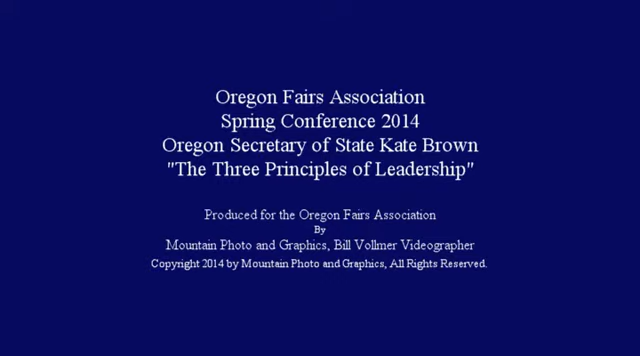 Oregon Fairs Association
Spring Conference 2014
Oregon Secretary of State Kate Brown
"The Three Principles of Leadership"
Produced for the Oregon Fairs Association
By
Mountain Photo and Graphics, Bill Vollmer Videographer
Copyright 2014 by Mountain Photo and Graphics, All Rights Reserved.